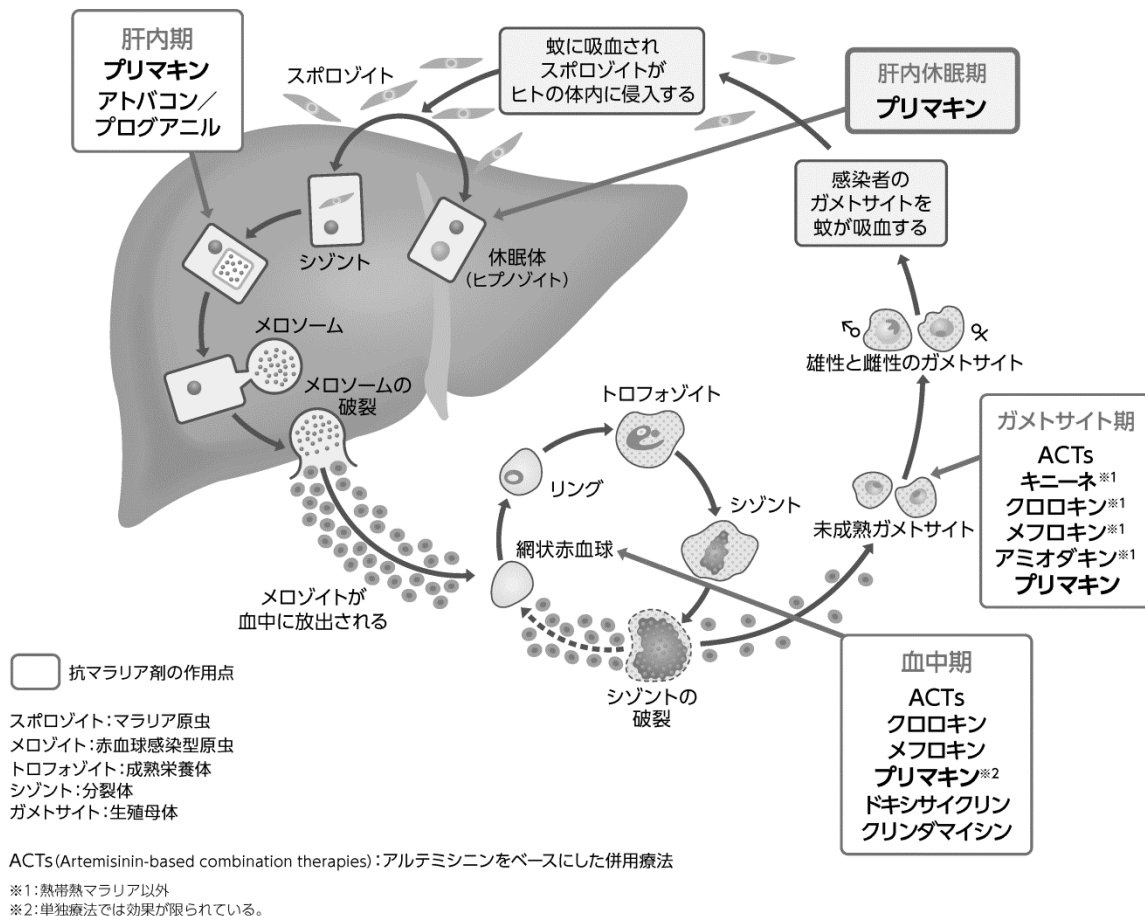 肝内期
プリマキン
アトバコン／
プログアニル
スポロゾイト
蚊に吸血され
スポロゾイトが
ヒトの体内に侵入する
肝内休眠期
プリマキン
感染者の
ガメトサイトを
蚊が吸血する
シゾント
休眠体
（ヒプノゾイト）
メロソーム
メロソームの
破裂
♂
♀
雄性と雌性のガメトサイト
トロフォゾイト
リング
シゾント
網状赤血球
未成熟ガメトサイト
ガメトサイト期
ACTs
キニーネ※1
クロロキン※1
メフロキン※1
アミオダキン※1
プリマキン
メロゾイトが
血中に放出される
シゾントの
破裂
血中期
ACTs
クロロキン
メフロキン
プリマキン※2
ドキシサイクリン
クリンダマイシン
抗マラリア剤の作用点
スポロゾイト：マラリア原虫
メロゾイト：赤血球感染型原虫
トロフォゾイト：成熟栄養体
シゾント：分裂体
ガメトサイト：生殖母体
ACTs（Artemisinin-based combination therapies）：アルテミシニンをベースにした併用療法
※1：熱帯熱マラリア以外
※2：単独療法では効果が限られている。